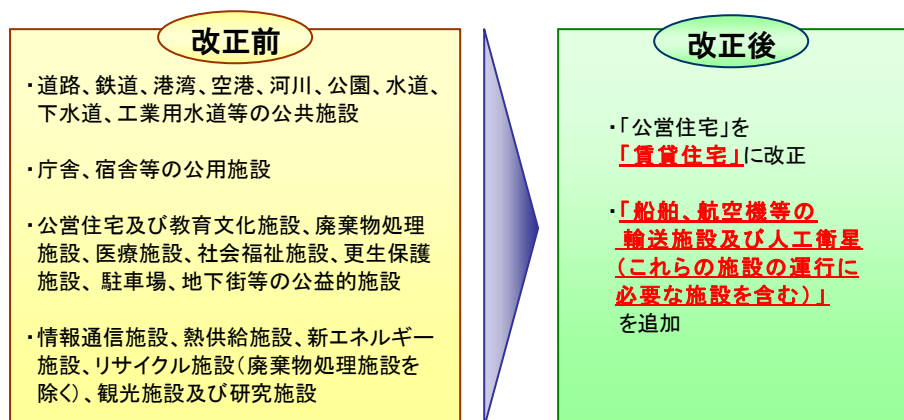 改正前
・道路、鉄道、港湾、空港、河川、公園、水道、
下水道、工業用水道等の公共施設
・庁舎、宿舎等の公用施設
・公営住宅及び教育文化施設、廃棄物処理
施設、医療施設、社会福祉施設、更生保護
施設、 駐車場、地下街等の公益的施設
・情報通信施設、熱供給施設、新エネルギー
施設、リサイクル施設（廃棄物処理施設を
除く）、観光施設及び研究施設
改正後
・「公営住宅」を
「賃貸住宅」に改正
・「船舶、航空機等の
輸送施設及び人工衛星
（これらの施設の運行に
必要な施設を含む）」
を追加